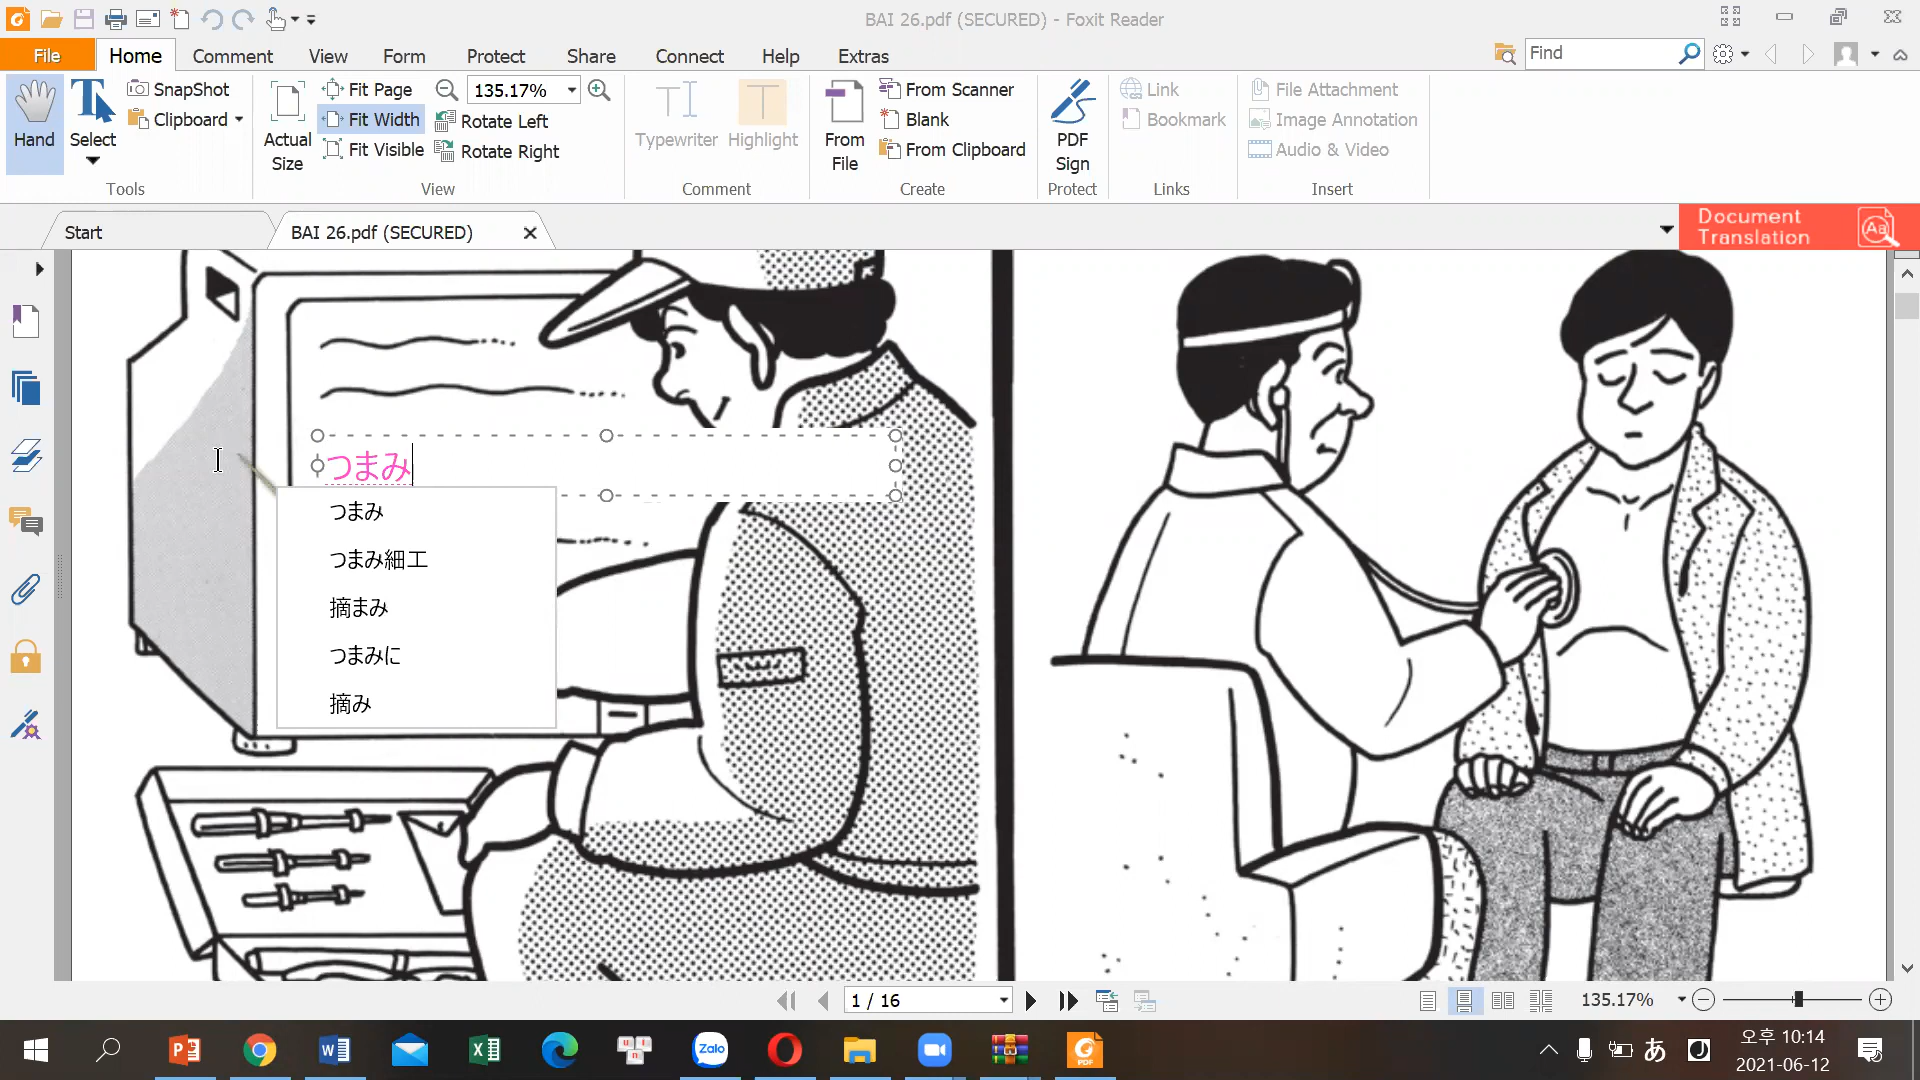 BAI 26.pdf (SECURED) - Foxit Reader
File Home Comment View Form Protect Share Connect Help Extras
Find
Hand
Select
SnapShot
Clipboard
Tools
Actual Size
Fit Page
Fit Width
Fit Visible
135.17%
Rotate Left
Rotate Right
View
Typewriter
Highlight
Comment
From File
From Scanner
Blank
From Clipboard
Create
PDF Sign
Protect
Link
Bookmark
Links
File Attachment
Image Annotation
Audio & Video
Insert
Start
BAI 26.pdf (SECURED)
Document Translation
つまみ
つまみ
つまみ細工
摘まみ
つまみに
摘み
1 / 16
135.17%
Zalo
PDF
あ
오후 10:14
2021-06-12